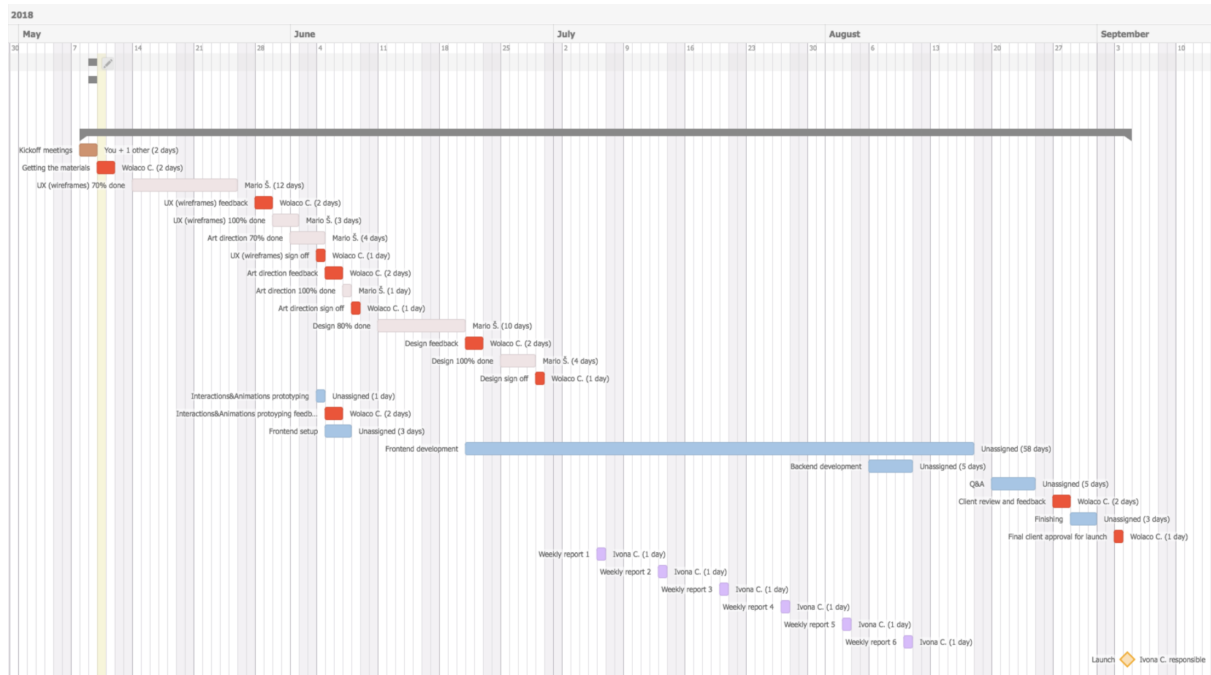 2018
May June July August September
30 7 14 21 28 4 11 18 25 2 9 16 23 30 6 13 20 27 3 10
Kickoff meetings You + 1 other (2 days)
Getting the materials Wolaco C. (2 days)
UX (wireframes) 70% done Mario Š. (12 days)
UX (wireframes) feedback Wolaco C. (2 days)
UX (wireframes) 100% done Mario Š. (3 days)
Art direction 70% done Mario Š. (4 days)
UX (wireframes) sign off Wolaco C. (1 day)
Art direction feedback Wolaco C. (2 days)
Art direction 100% done Mario Š. (1 day)
Art direction sign off Wolaco C. (1 day)
Design 80% done Mario Š. (10 days)
Design feedback Wolaco C. (2 days)
Design 100% done Mario Š. (4 days)
Design sign off Wolaco C. (1 day)
Interactions&Animations prototyping Unassigned (1 day)
Interactions&Animations protoyping feedb... Wolaco C. (2 days)
Frontend setup Unassigned (3 days)
Frontend development Unassigned (58 days)
Backend development Unassigned (5 days)
Q&A Unassigned (5 days)
Client review and feedback Wolaco C. (2 days)
Finishing Unassigned (3 days)
Final client approval for launch Wolaco C. (1 day)
Weekly report 1 Ivona C. (1 day)
Weekly report 2 Ivona C. (1 day)
Weekly report 3 Ivona C. (1 day)
Weekly report 4 Ivona C. (1 day)
Weekly report 5 Ivona C. (1 day)
Weekly report 6 Ivona C. (1 day)
Launch Ivona C. responsible